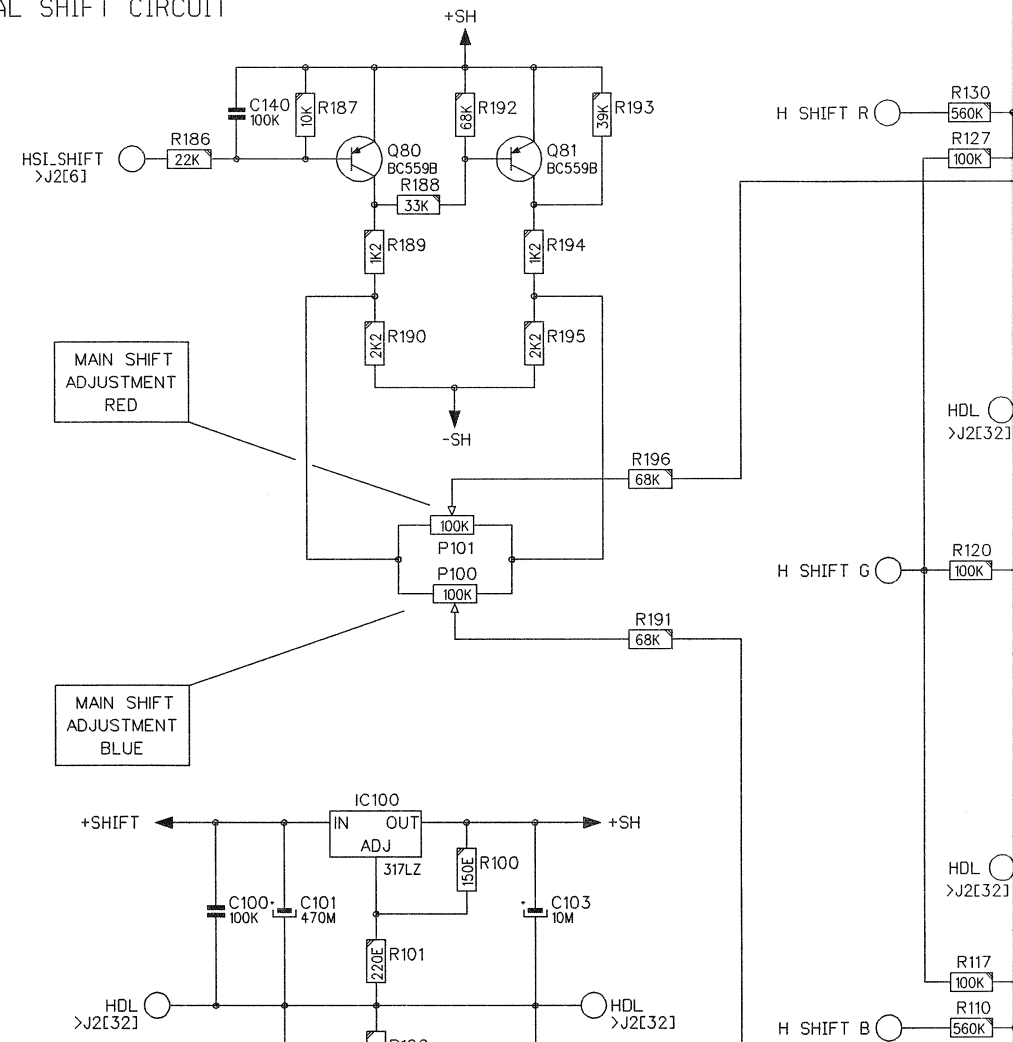 AL SHIFT CIRCUIT
+SH
C140
100K
R187
10K
R192
68K
R193
39K
R186
22K
HSI_SHIFT
>J2[6]
Q80
BC559B
R188
33K
Q81
BC559B
R189
1K2
R194
1K2
R190
2K2
R195
2K2
-SH
MAIN SHIFT
ADJUSTMENT
RED
R196
68K
100K
P101
P100
100K
R191
68K
MAIN SHIFT
ADJUSTMENT
BLUE
H SHIFT R
R130
560K
R127
100K
HDL
>J2[32]
H SHIFT G
R120
100K
HDL
>J2[32]
R117
100K
H SHIFT B
R110
560K
IC100
+SHIFT
IN
OUT
ADJ
317LZ
+SH
R100
150E
C100
100K
C101
470M
C103
10M
R101
220E
HDL
>J2[32]
HDL
>J2[32]